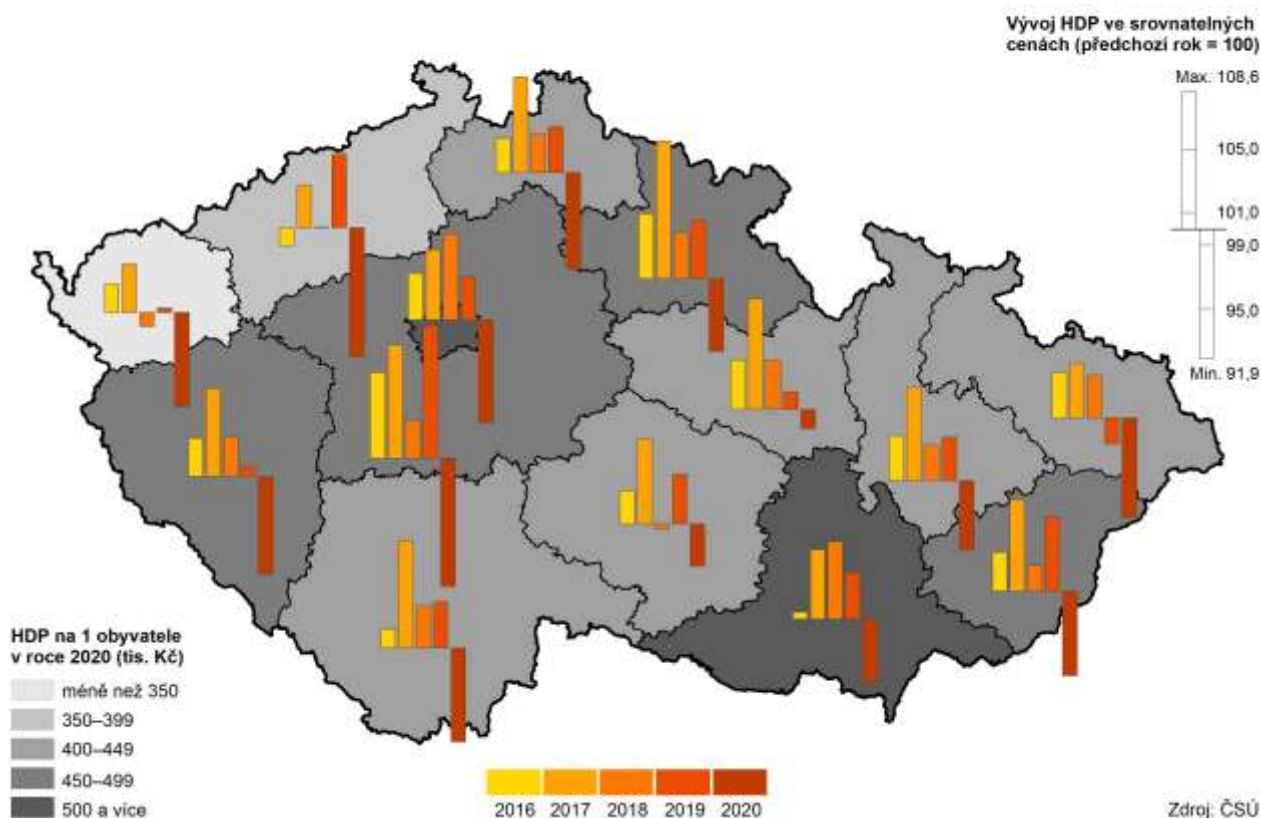 Vývoj HDP ve srovnatelných
cenách (předchozí rok = 100)
Max. 108,6
105,0
101,0
99,0
95,0
Min. 91,9
HDP na 1 obyvatele
v roce 2020 (tis. Kč)
méně než 350
350–399
400–449
450–499
500 a více
2016 2017 2018 2019 2020
Zdroj: ČSÚ